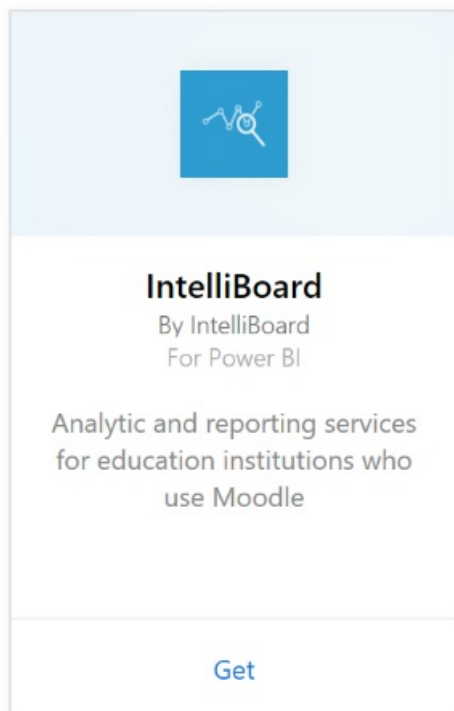 IntelliBoard
By IntelliBoard
For Power BI
Analytic and reporting services
for education institutions who
use Moodle
Get